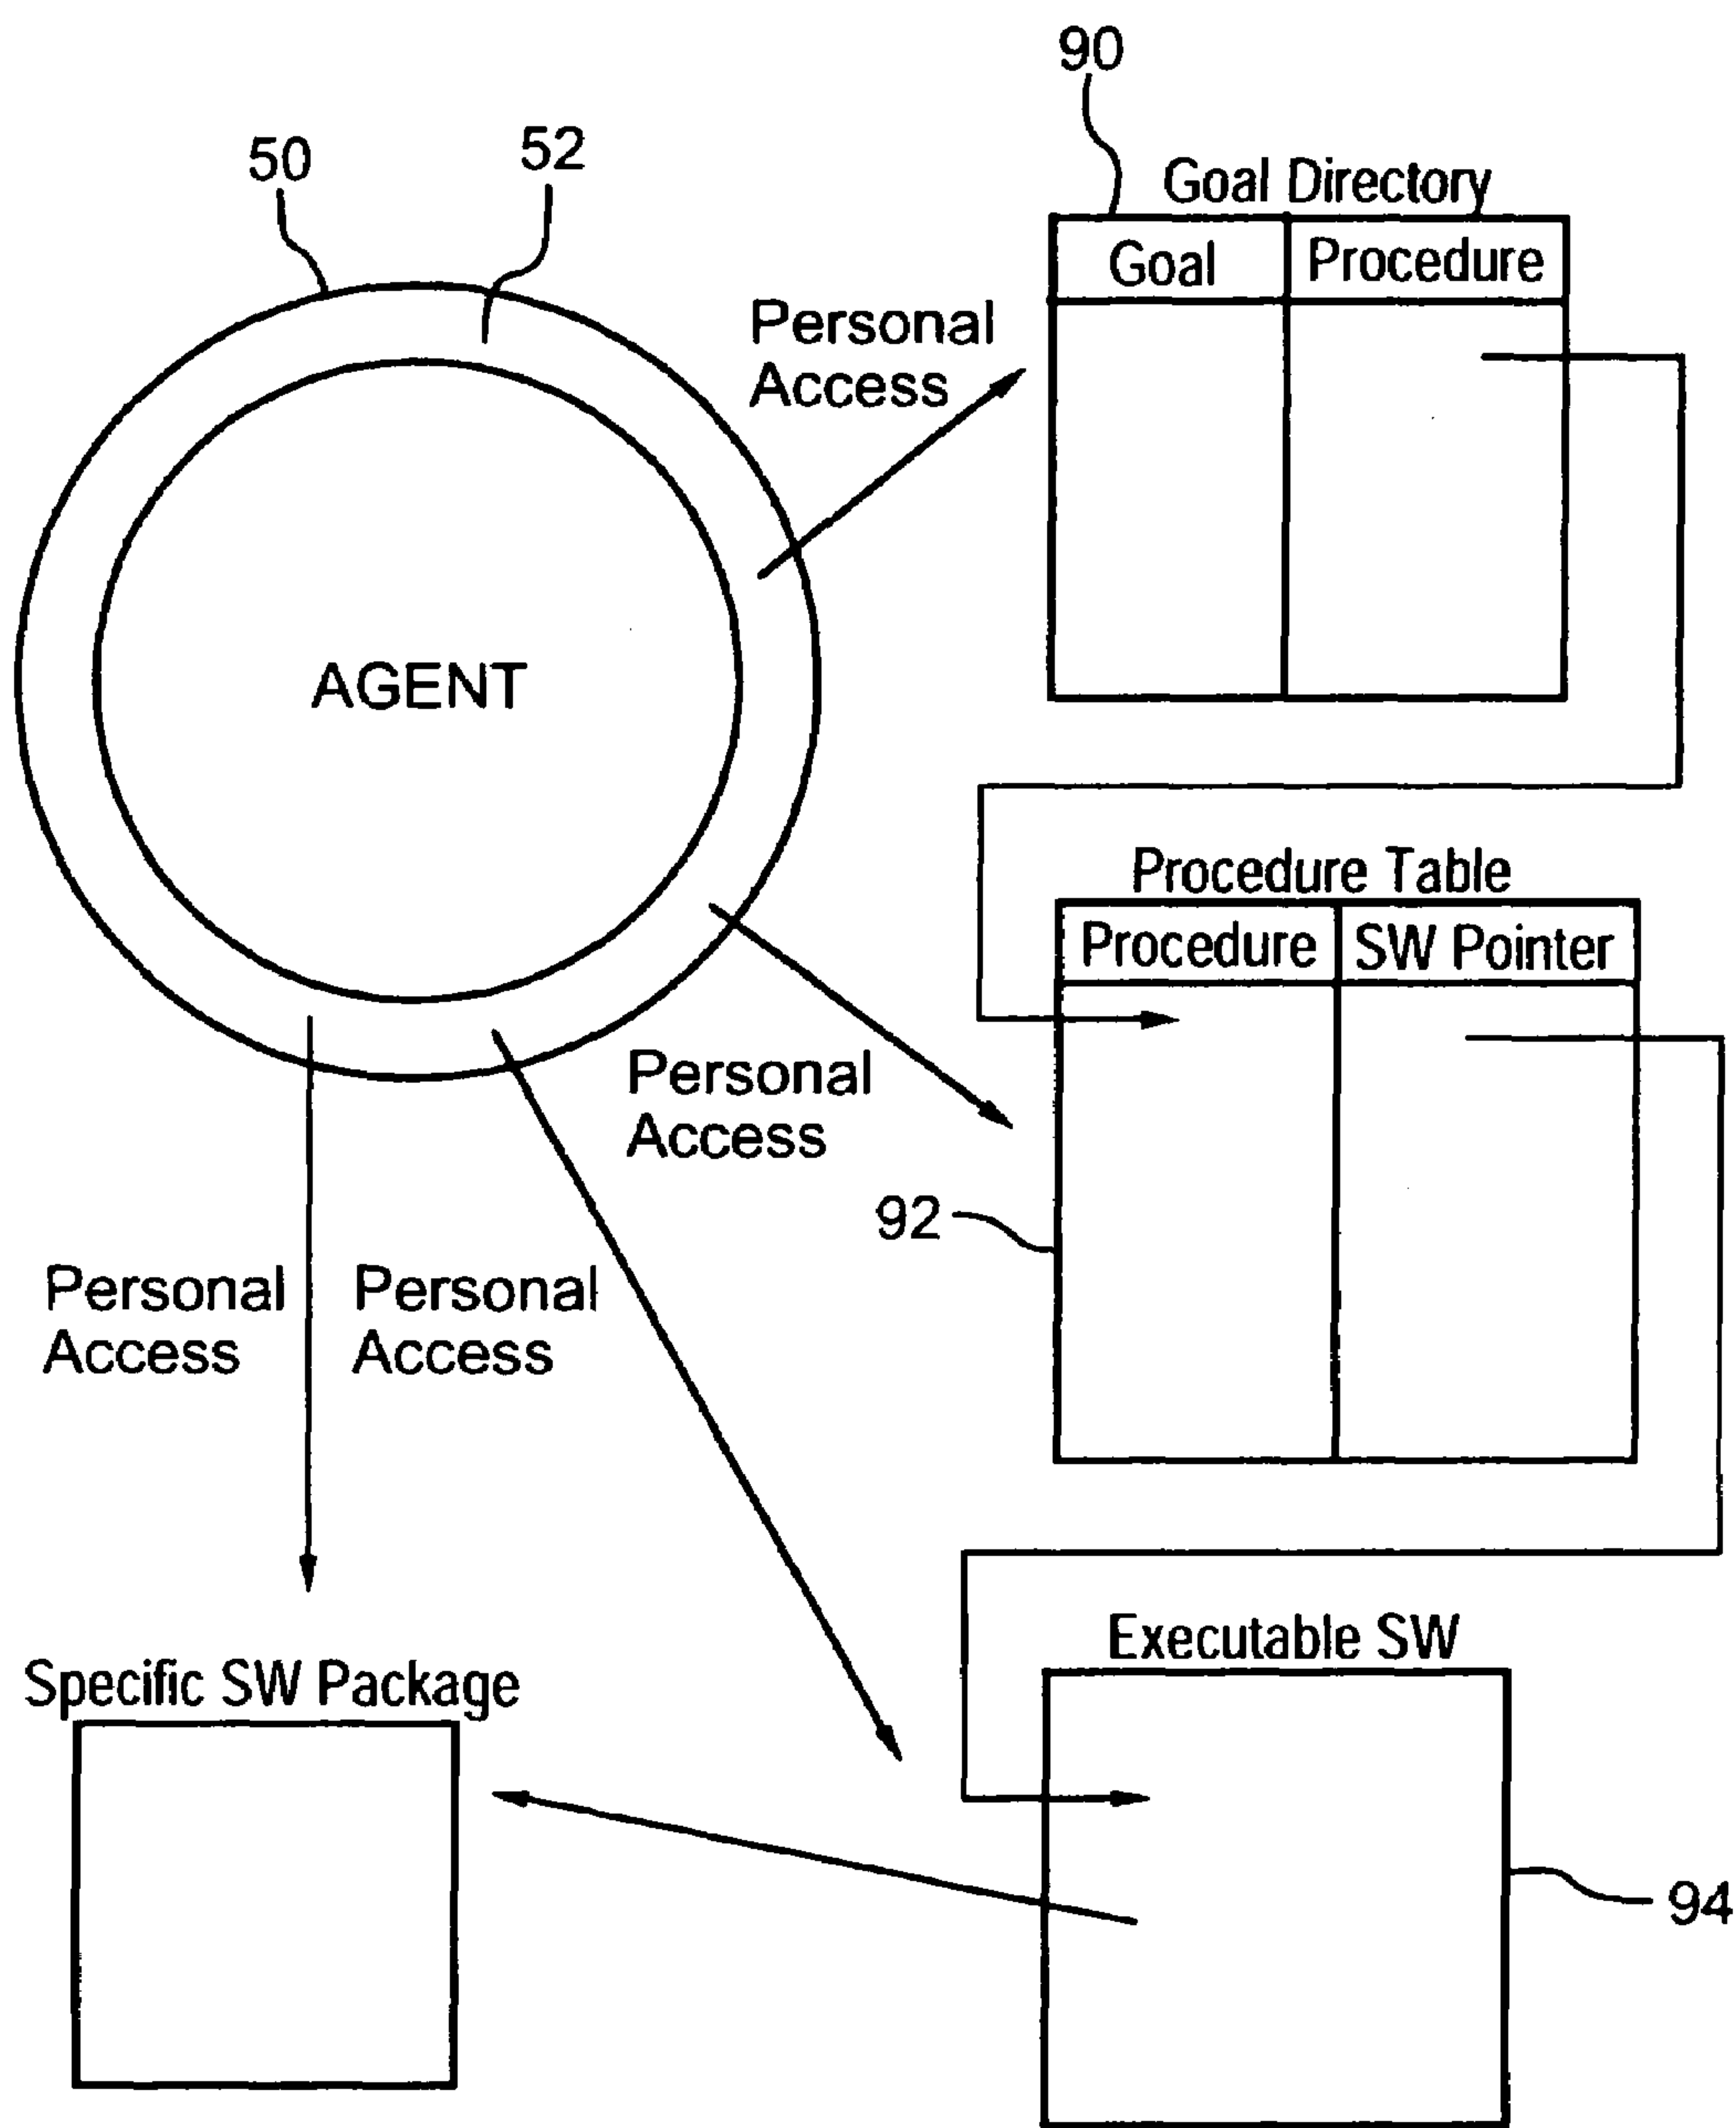 90
50
52
Goal Directory
Goal
Procedure
Personal
Access
AGENT
Procedure Table
Procedure
SW Pointer
Personal
Access
92
Personal
Access
Personal
Access
Executable SW
Specific SW Package
94